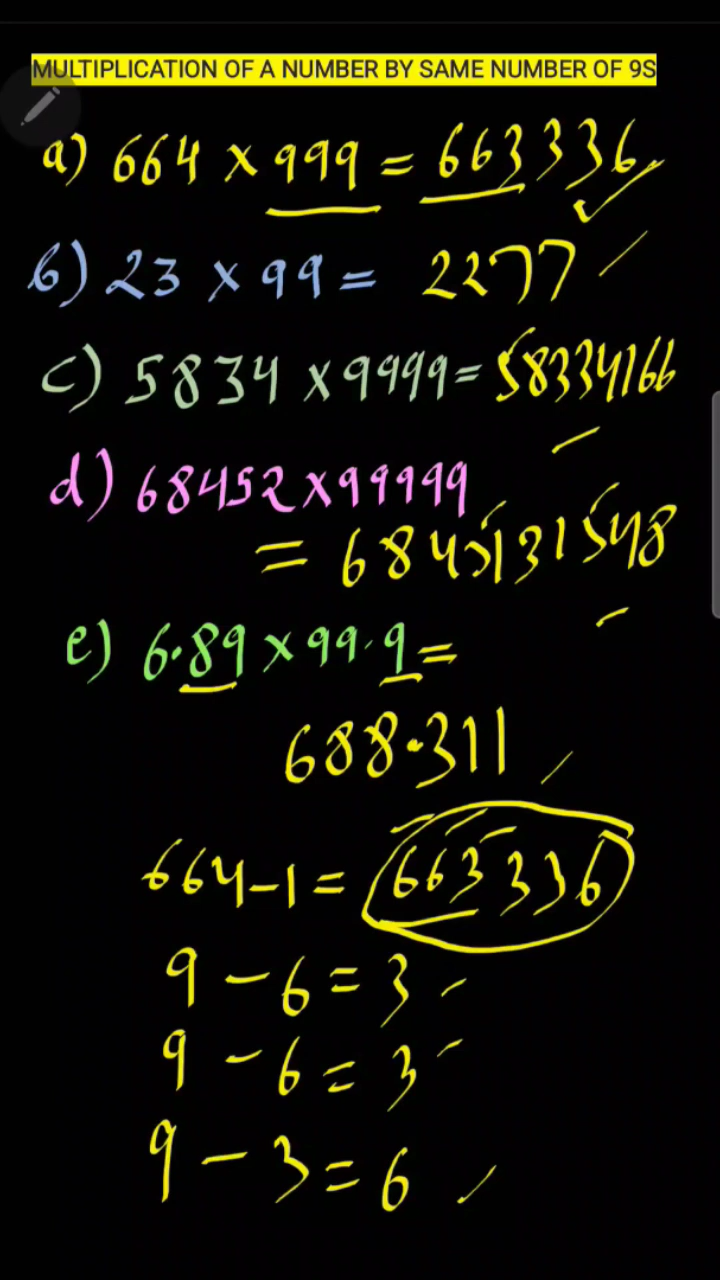 MULTIPLICATION OF A NUMBER BY SAME NUMBER OF 9S
a) 664 × 999 = 663336
b) 23 × 99 = 2277
c) 5834 × 9999 = 58334166
d) 68452 × 99999
= 6845131548
e) 6.89 × 99.9 =
688.311
664 - 1 = 663336
9 - 6 = 3
9 - 6 = 3
9 - 3 = 6